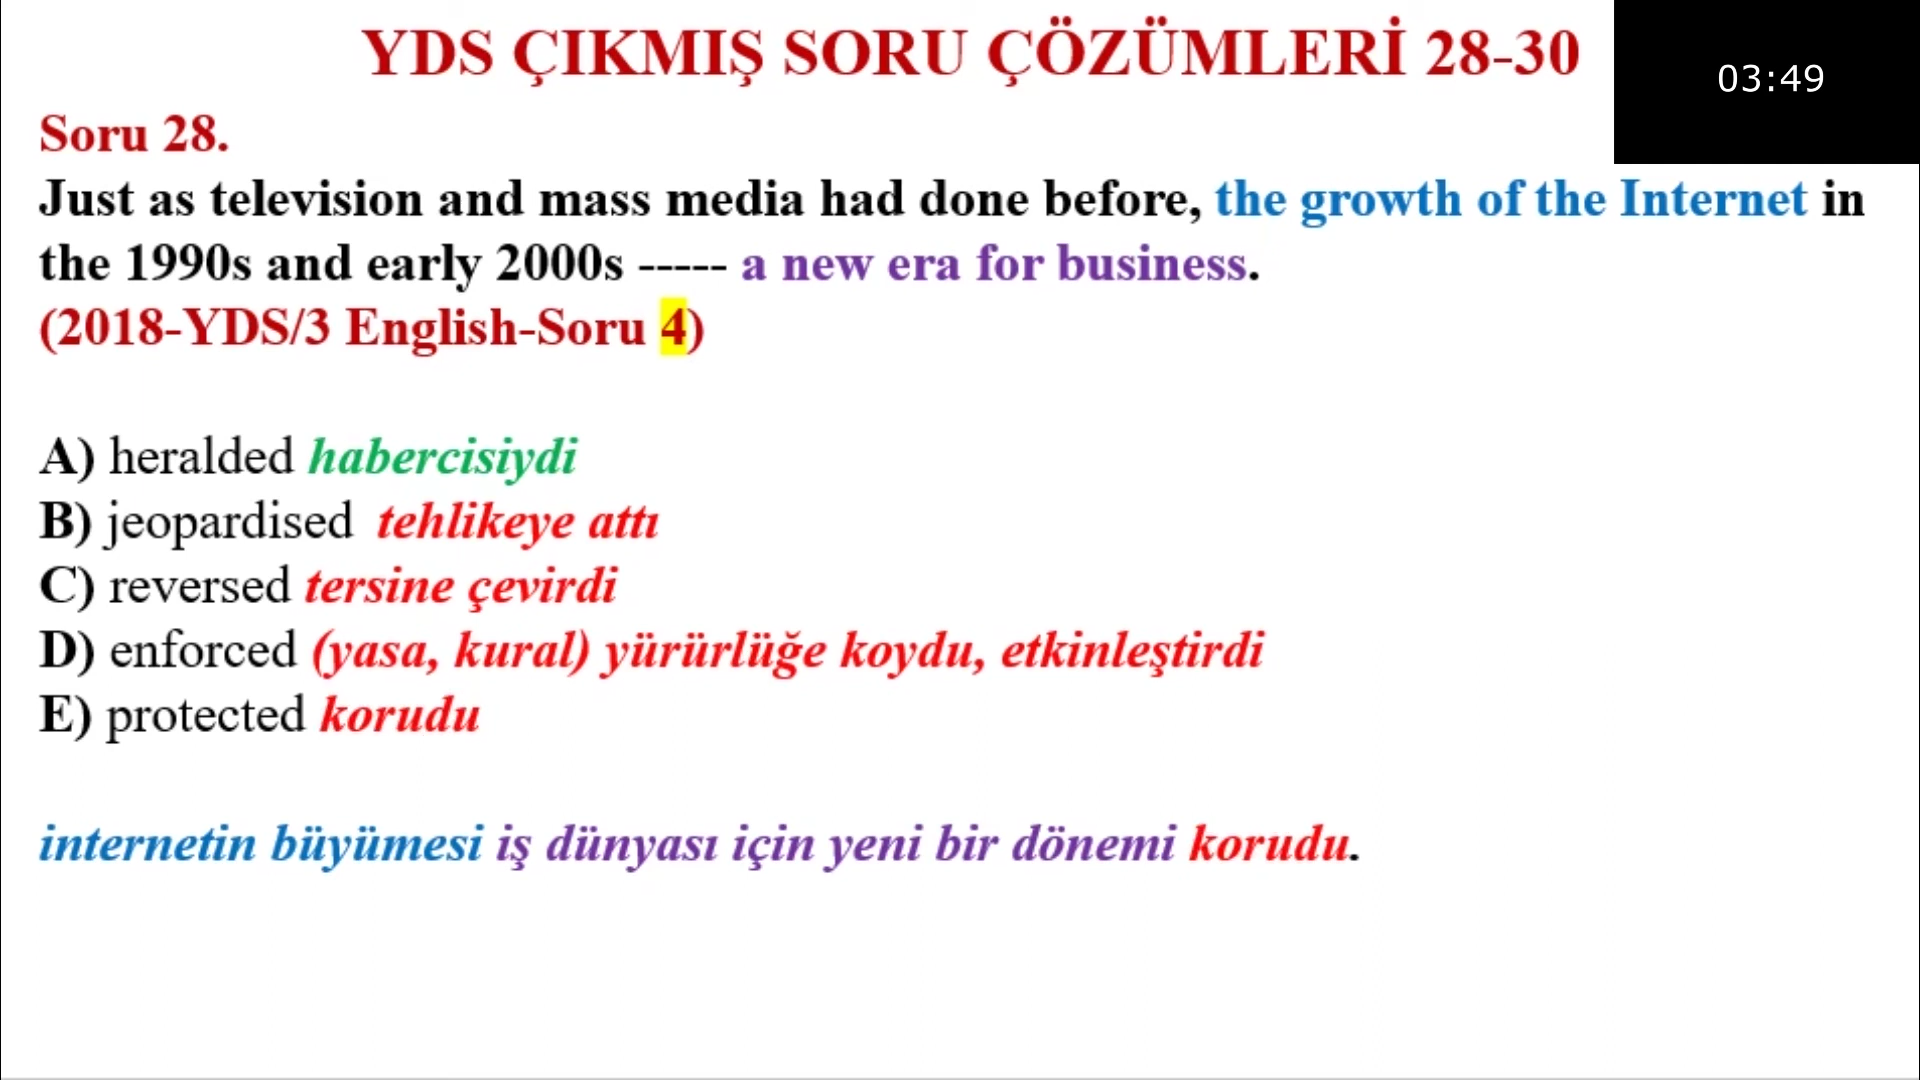 YDS ÇIKMIŞ SORU ÇÖZÜMLERİ 28-30
03:49
Soru 28.
Just as television and mass media had done before, the growth of the Internet in
the 1990s and early 2000s ----- a new era for business.
(2018-YDS/3 English-Soru 4)
A) heralded habercisiydi
B) jeopardised tehlikeye attı
C) reversed tersine çevirdi
D) enforced (yasa, kural) yürürlüğe koydu, etkinleştirdi
E) protected korudu
internetin büyümesi iş dünyası için yeni bir dönemi korudu.